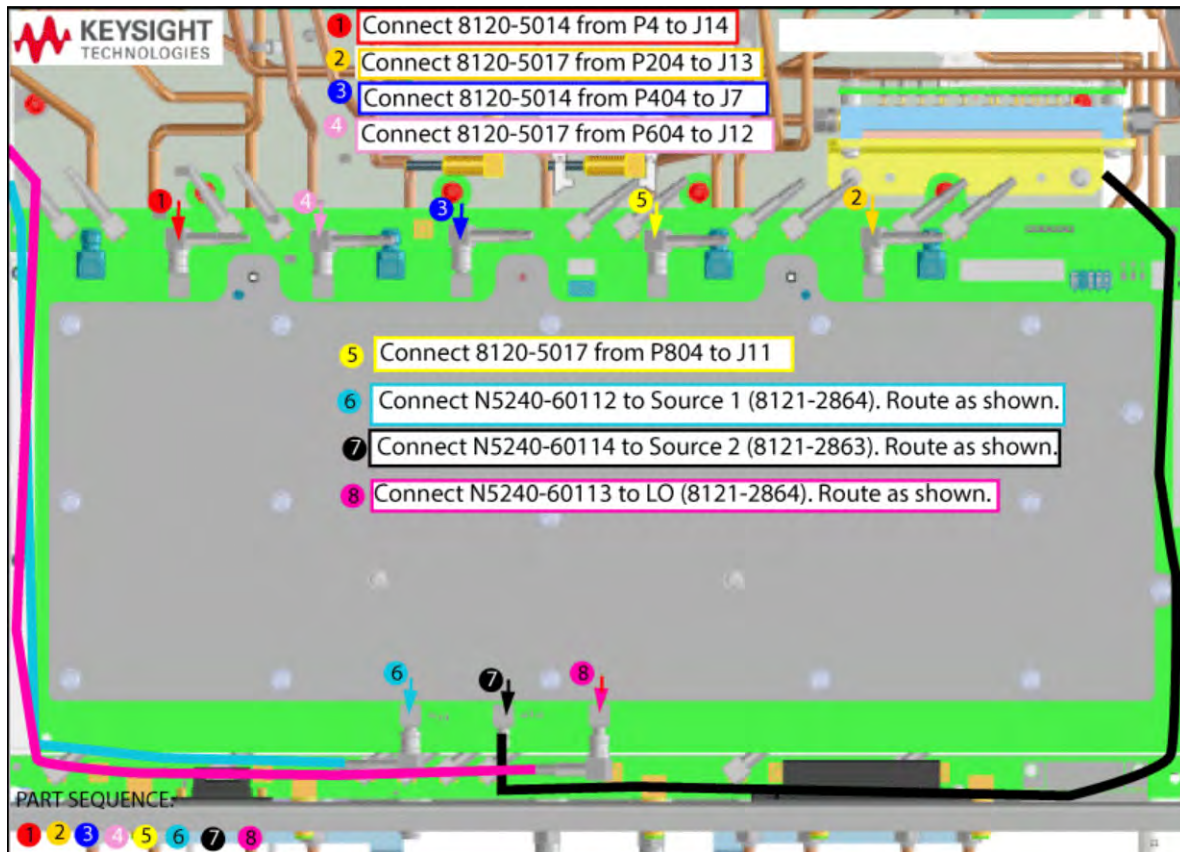 KEYSIGHT
TECHNOLOGIES
1 Connect 8120-5014 from P4 to J14
2 Connect 8120-5017 from P204 to J13
3 Connect 8120-5014 from P404 to J7
4 Connect 8120-5017 from P604 to J12
1
4
3
5
2
5 Connect 8120-5017 from P804 to J11
6 Connect N5240-60112 to Source 1 (8121-2864). Route as shown.
7 Connect N5240-60114 to Source 2 (8121-2863). Route as shown.
8 Connect N5240-60113 to LO (8121-2864). Route as shown.
6
7
8
PART SEQUENCE:
1 2 3 4 5 6 7 8